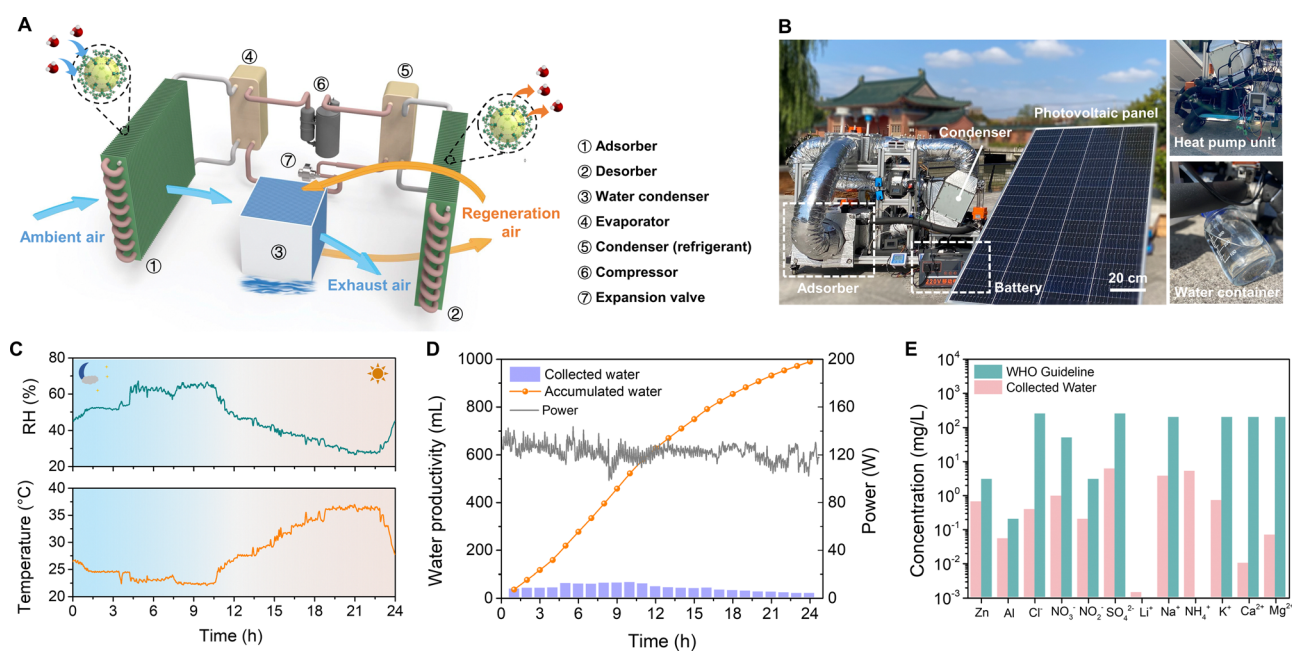 A
④
⑥
⑤
⑦
Ambient air
①
③
Exhaust air
Regeneration
air
②
① Adsorber
② Desorber
③ Water condenser
④ Evaporator
⑤ Condenser (refrigerant)
⑥ Compressor
⑦ Expansion valve
B
Photovoltaic panel
Condenser
Adsorber
Battery
20 cm
Heat pump unit
Water container
C
RH (%)
80
60
40
20
Temperature (°C)
40
35
30
25
20
0 3 6 9 12 15 18 21 24
Time (h)
D
Water productivity (mL)
1000
800
600
400
200
0
Collected water
Accumulated water
Power
200
160
120
80
40
0
Power (W)
0 3 6 9 12 15 18 21 24
Time (h)
E
Concentration (mg/L)
10⁴
10³
10²
10¹
10⁰
10⁻¹
10⁻²
10⁻³
WHO Guideline
Collected Water
Zn Al Cl⁻ NO₃⁻ NO₂⁻ SO₄²⁻ Li⁺ Na⁺ NH₄⁺ K⁺ Ca²⁺ Mg²⁺